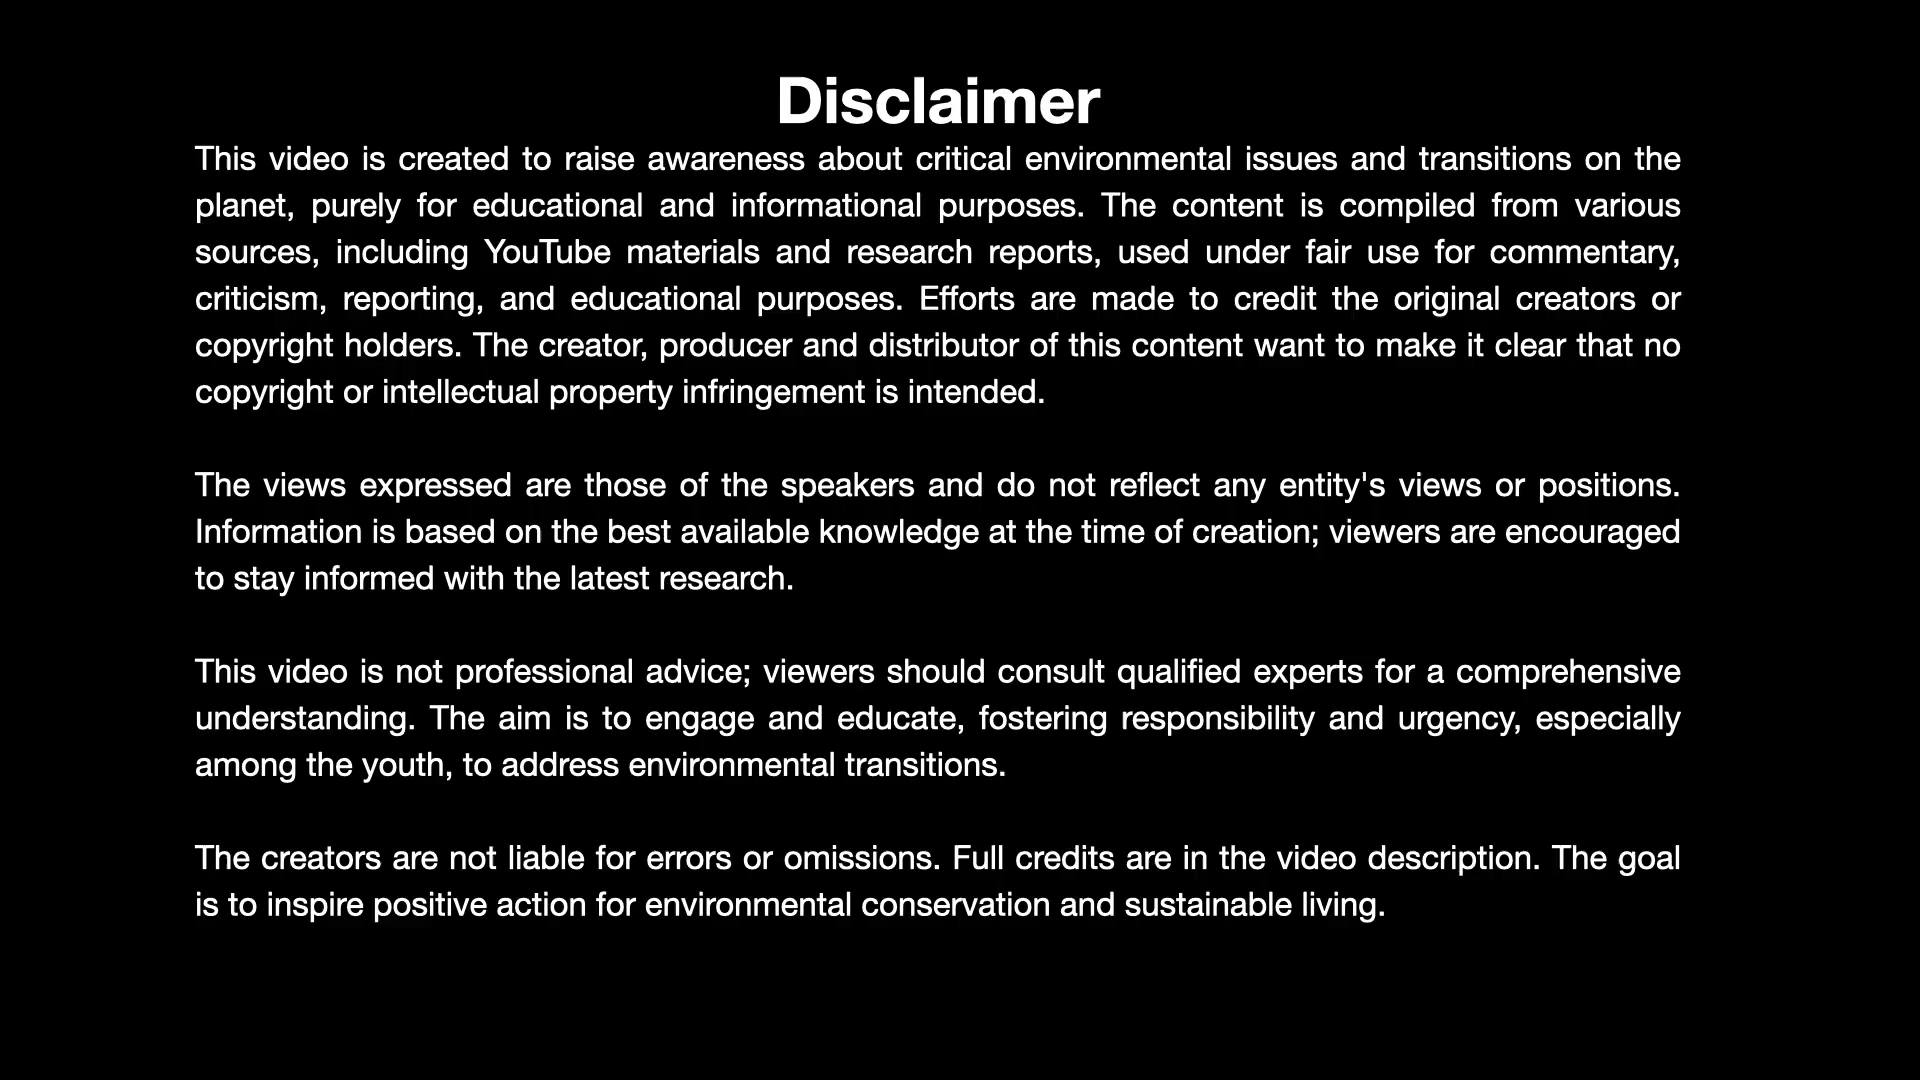 Disclaimer
This video is created to raise awareness about critical environmental issues and transitions on the
planet, purely for educational and informational purposes. The content is compiled from various
sources, including YouTube materials and research reports, used under fair use for commentary,
criticism, reporting, and educational purposes. Efforts are made to credit the original creators or
copyright holders. The creator, producer and distributor of this content want to make it clear that no
copyright or intellectual property infringement is intended.
The views expressed are those of the speakers and do not reflect any entity's views or positions.
Information is based on the best available knowledge at the time of creation; viewers are encouraged
to stay informed with the latest research.
This video is not professional advice; viewers should consult qualified experts for a comprehensive
understanding. The aim is to engage and educate, fostering responsibility and urgency, especially
among the youth, to address environmental transitions.
The creators are not liable for errors or omissions. Full credits are in the video description. The goal
is to inspire positive action for environmental conservation and sustainable living.